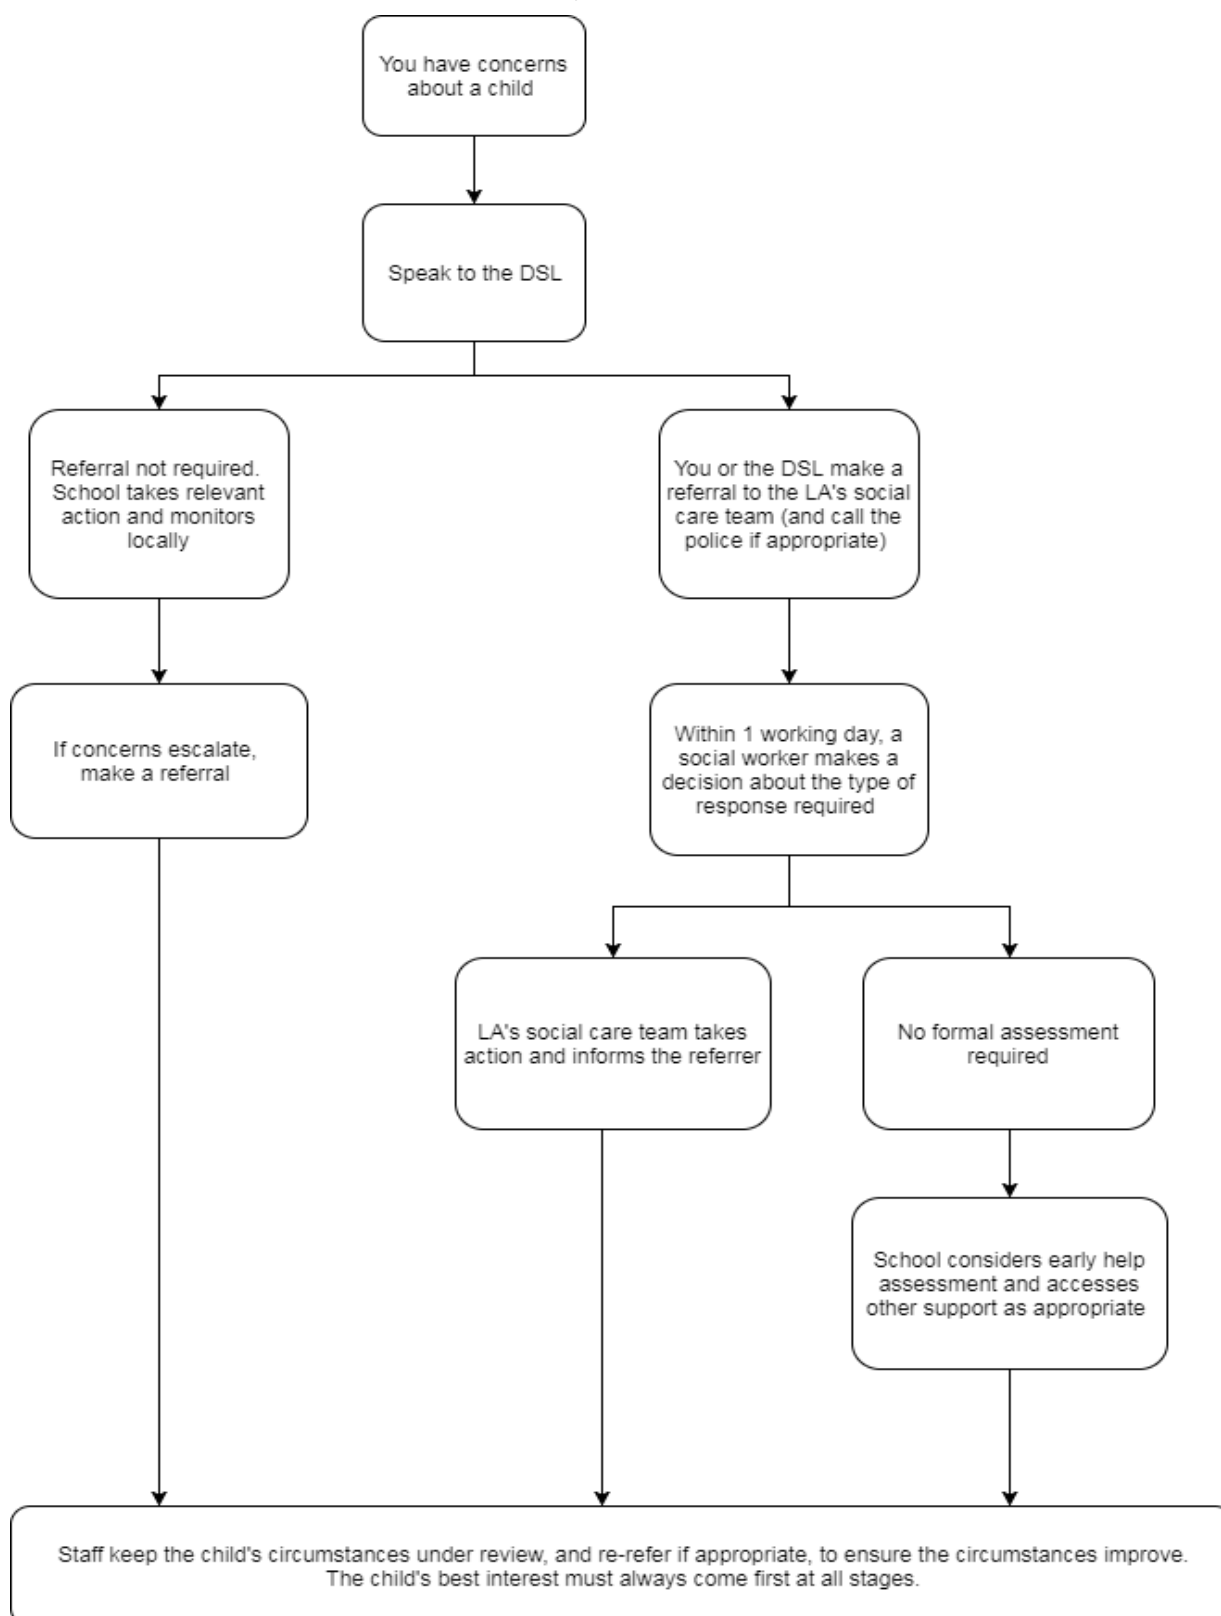 You have concerns
about a child
Speak to the DSL
Referral not required.
School takes relevant
action and monitors
locally
You or the DSL make a
referral to the LA's social
care team (and call the
police if appropriate)
If concerns escalate,
make a referral
Within 1 working day, a
social worker makes a
decision about the type of
response required
LA's social care team takes
action and informs the referrer
No formal assessment
required
School considers early help
assessment and accesses
other support as appropriate
Staff keep the child's circumstances under review, and re-refer if appropriate, to ensure the circumstances improve.
The child's best interest must always come first at all stages.